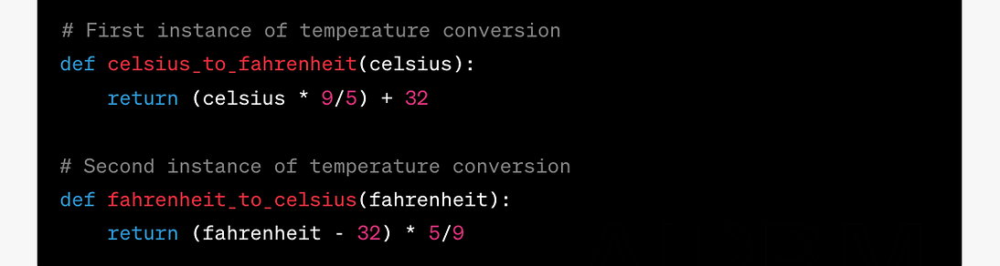 # First instance of temperature conversion
def celsius_to_fahrenheit(celsius):
    return (celsius * 9/5) + 32

# Second instance of temperature conversion
def fahrenheit_to_celsius(fahrenheit):
    return (fahrenheit - 32) * 5/9